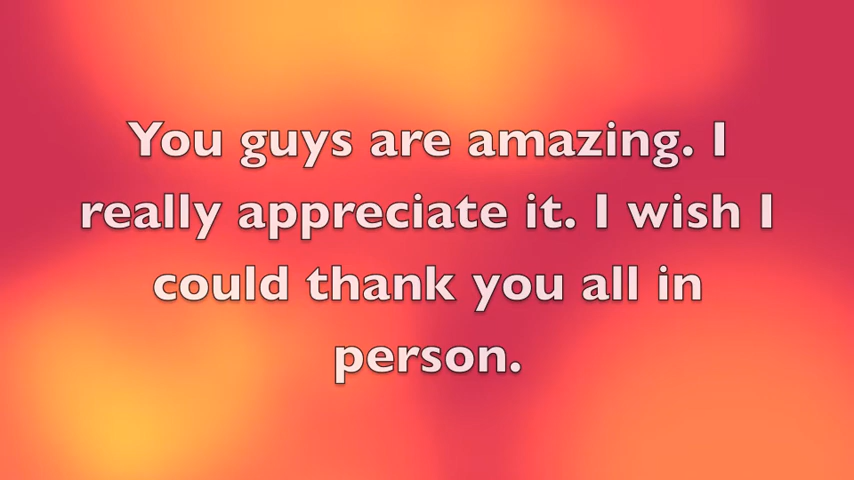 You guys are amazing. I
really appreciate it. I wish I
could thank you all in
person.